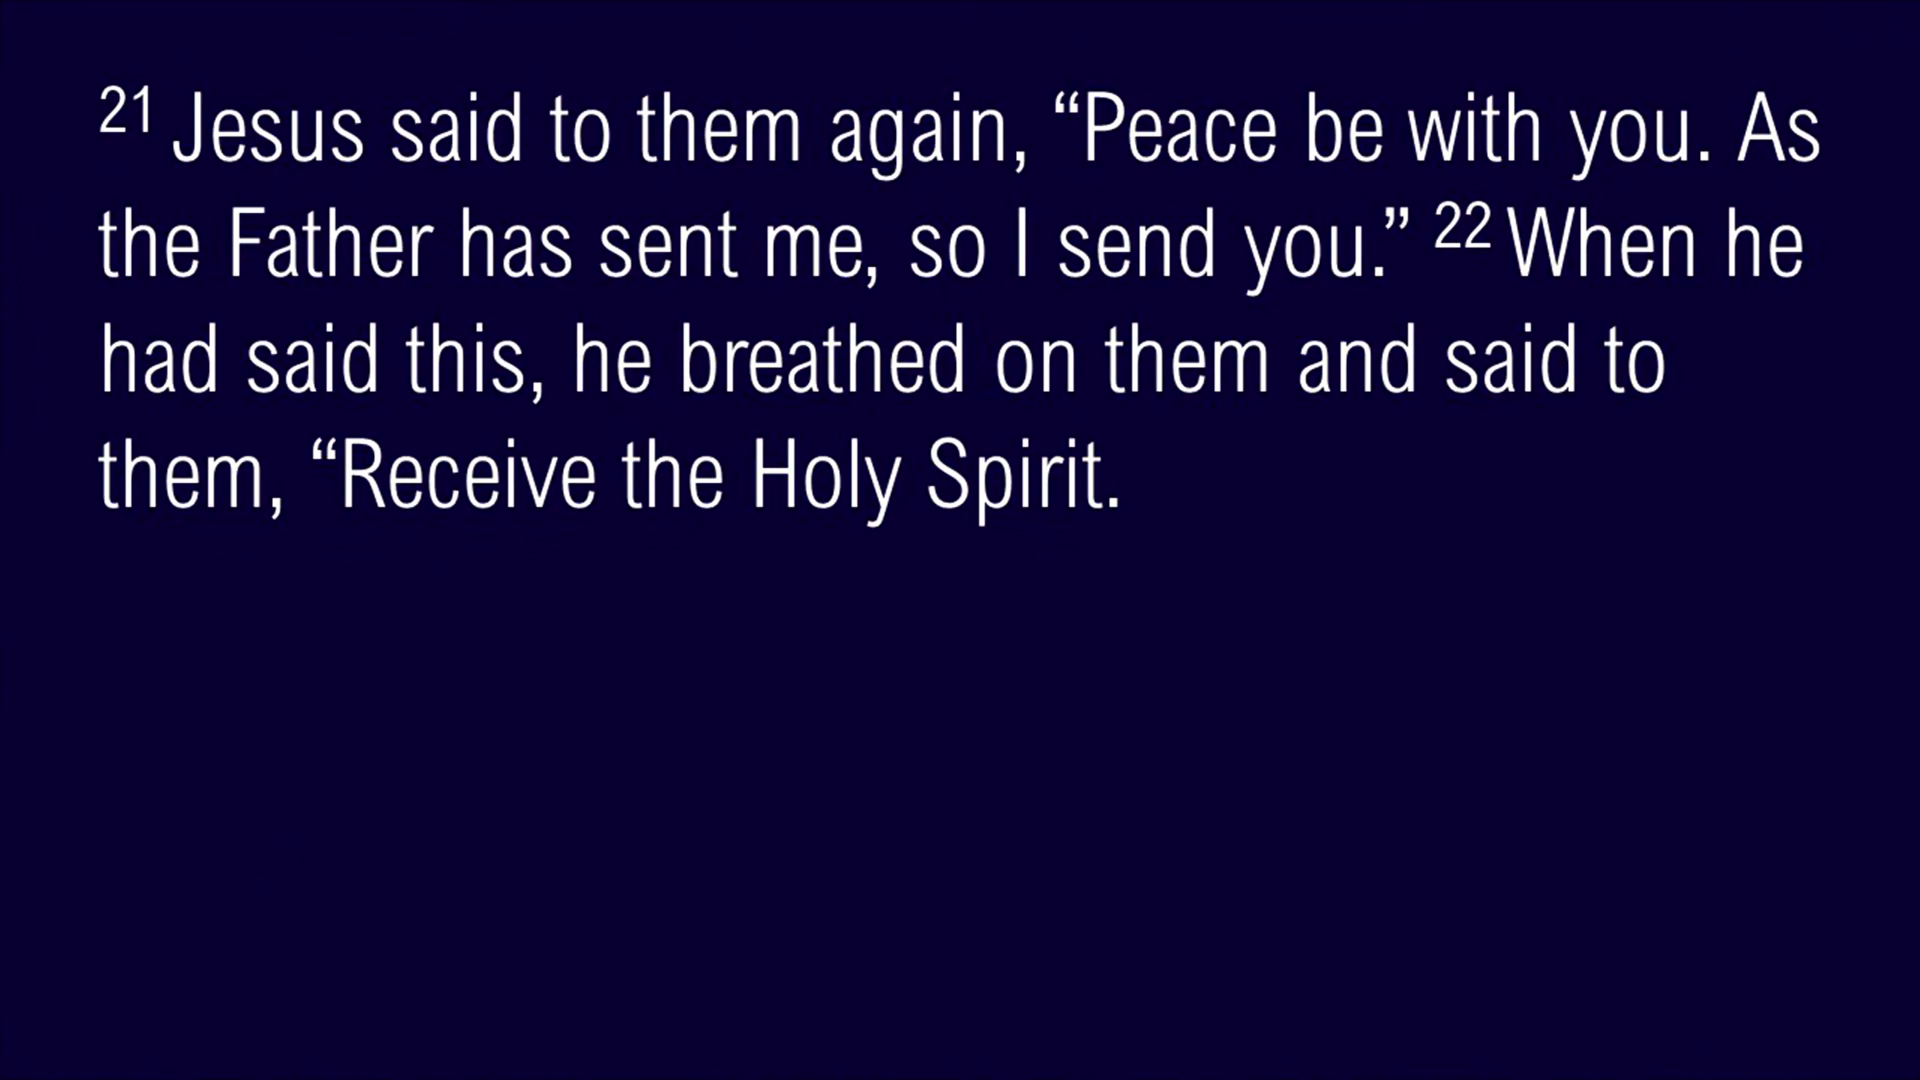 21 Jesus said to them again, “Peace be with you. As
the Father has sent me, so I send you.” 22 When he
had said this, he breathed on them and said to
them, “Receive the Holy Spirit.